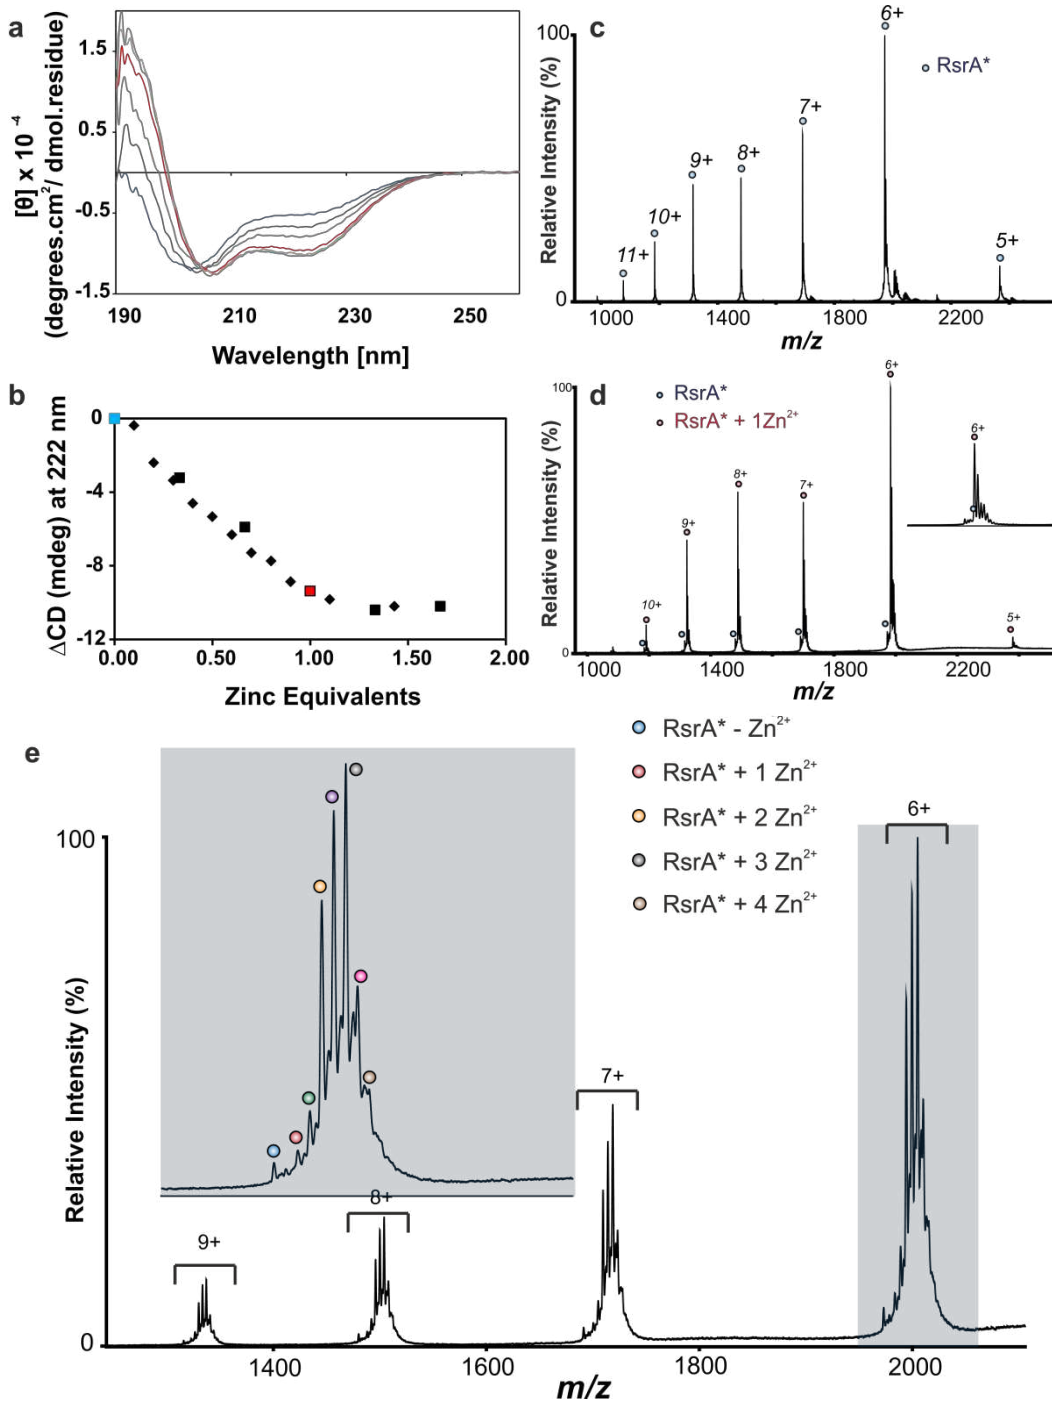 a
[θ] x 10⁻⁴
(degrees.cm²/ dmol.residue
1.5
0.5
-0.5
-1.5
190
210
230
250
Wavelength [nm]
b
ΔCD (mdeg) at 222 nm
0
-4
-8
-12
0.00
0.50
1.00
1.50
2.00
Zinc Equivalents
c
Relative Intensity (%)
100
0
11+
10+
9+
8+
7+
6+
5+
RsrA*
1000
1400
1800
2200
m/z
d
Relative Intensity (%)
100
0
RsrA*
RsrA* + 1Zn²⁺
10+
9+
8+
7+
6+
6+
5+
1000
1400
1800
2200
m/z
e
RsrA* - Zn²⁺
RsrA* + 1 Zn²⁺
RsrA* + 2 Zn²⁺
RsrA* + 3 Zn²⁺
RsrA* + 4 Zn²⁺
Relative Intensity (%)
100
0
9+
8+
7+
6+
1400
1600
1800
2000
m/z